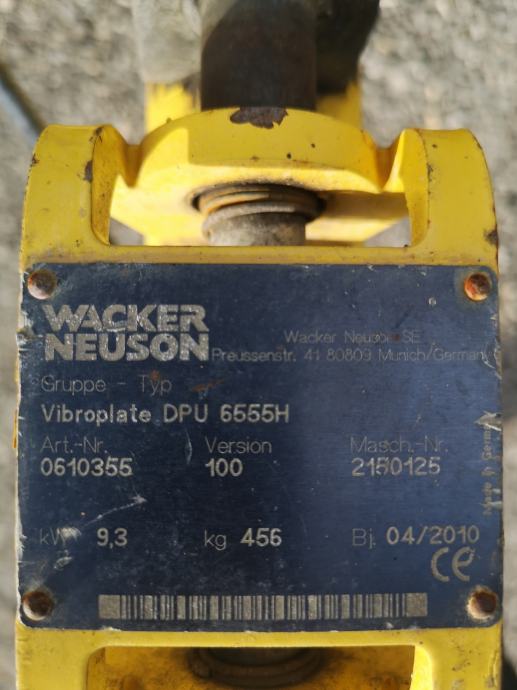 WACKER
NEUSON
Wacker Neuson SE
Preussenstr. 41 80809 Munich/German
Gruppe - Typ
Vibroplate DPU 6555H
Art.-Nr. Version Masch.-Nr.
0610355 100 2150125
kW 9,3 kg 456 Bj. 04/2010
CE
Made in Germany